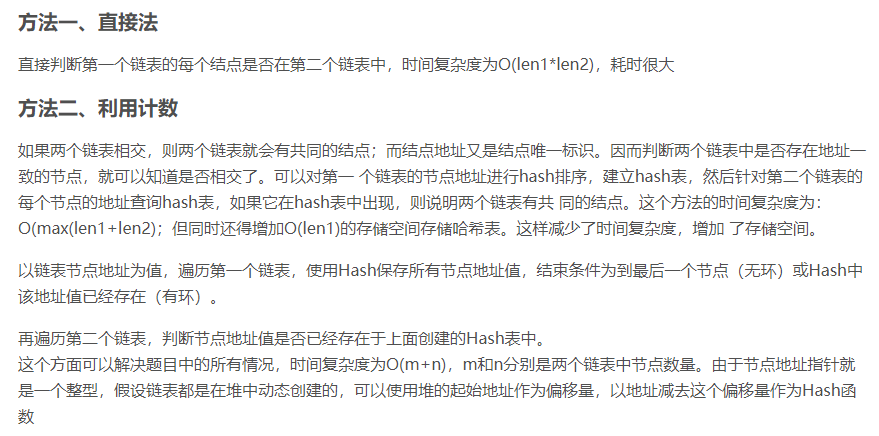 方法一、直接法
直接判断第一个链表的每个结点是否在第二个链表中，时间复杂度为O(len1*len2)，耗时很大
方法二、利用计数
如果两个链表相交，则两个链表就会有共同的结点；而结点地址又是结点唯一标识。因而判断两个链表中是否存在地址一
致的节点，就可以知道是否相交了。可以对第一 个链表的节点地址进行hash排序，建立hash表，然后针对第二个链表的
每个节点的地址查询hash表，如果它在hash表中出现，则说明两个链表有共 同的结点。这个方法的时间复杂度为：
O(max(len1+len2)；但同时还得增加O(len1)的存储空间存储哈希表。这样减少了时间复杂度，增加 了存储空间。
以链表节点地址为值，遍历第一个链表，使用Hash保存所有节点地址值，结束条件为到最后一个节点（无环）或Hash中
该地址值已经存在（有环）。
再遍历第二个链表，判断节点地址值是否已经存在于上面创建的Hash表中。
这个方面可以解决题目中的所有情况，时间复杂度为O(m+n)，m和n分别是两个链表中节点数量。由于节点地址指针就
是一个整型，假设链表都是在堆中动态创建的，可以使用堆的起始地址作为偏移量，以地址减去这个偏移量作为Hash函
数